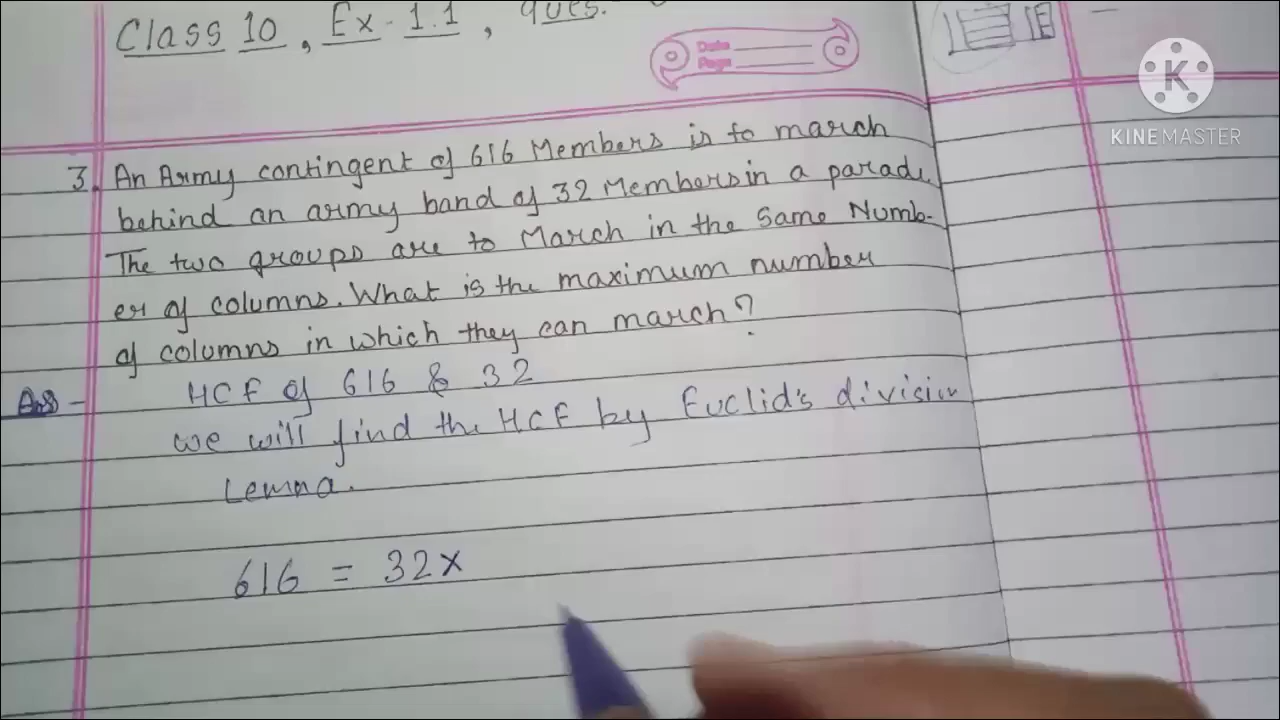 Class 10, Ex-1.1, ques.
Date
Page
KINEMASTER
3. An Army contingent of 616 Members is to march
behind an army band of 32 Members in a parade
The two groups are to March in the Same Numb-
er of columns. What is the maximum number
of columns in which they can march?
Ans - HCF of 616 & 32
we will find the HCF by Euclid's division
Lemma.
616 = 32 x